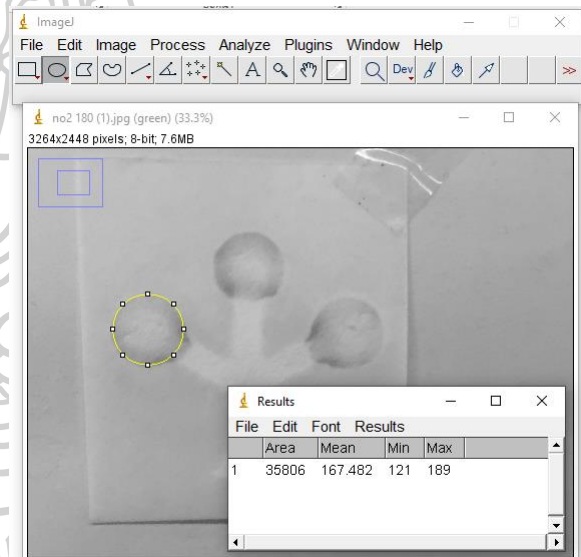 ImageJ
File Edit Image Process Analyze Plugins Window Help
A Dev >>
no2 180 (1).jpg (green) (33.3%)
3264x2448 pixels; 8-bit; 7.6MB
Results
File Edit Font Results
Area Mean Min Max
1 35806 167.482 121 189